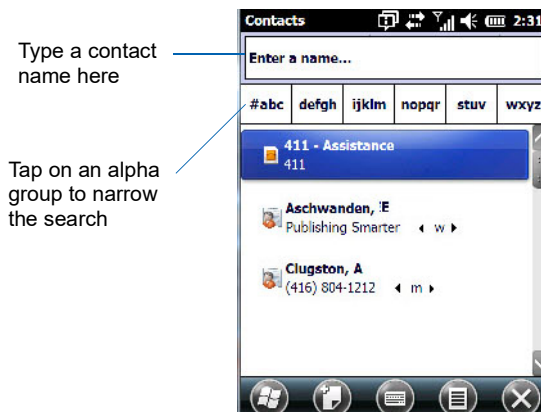 Contacts 2:31
Type a contact
name here
Enter a name...
#abc defgh ijklm nopqr stuv wxyz
Tap on an alpha
group to narrow
the search
411 - Assistance
411
Aschwanden, E
Publishing Smarter w
Clugston, A
(416) 804-1212 m